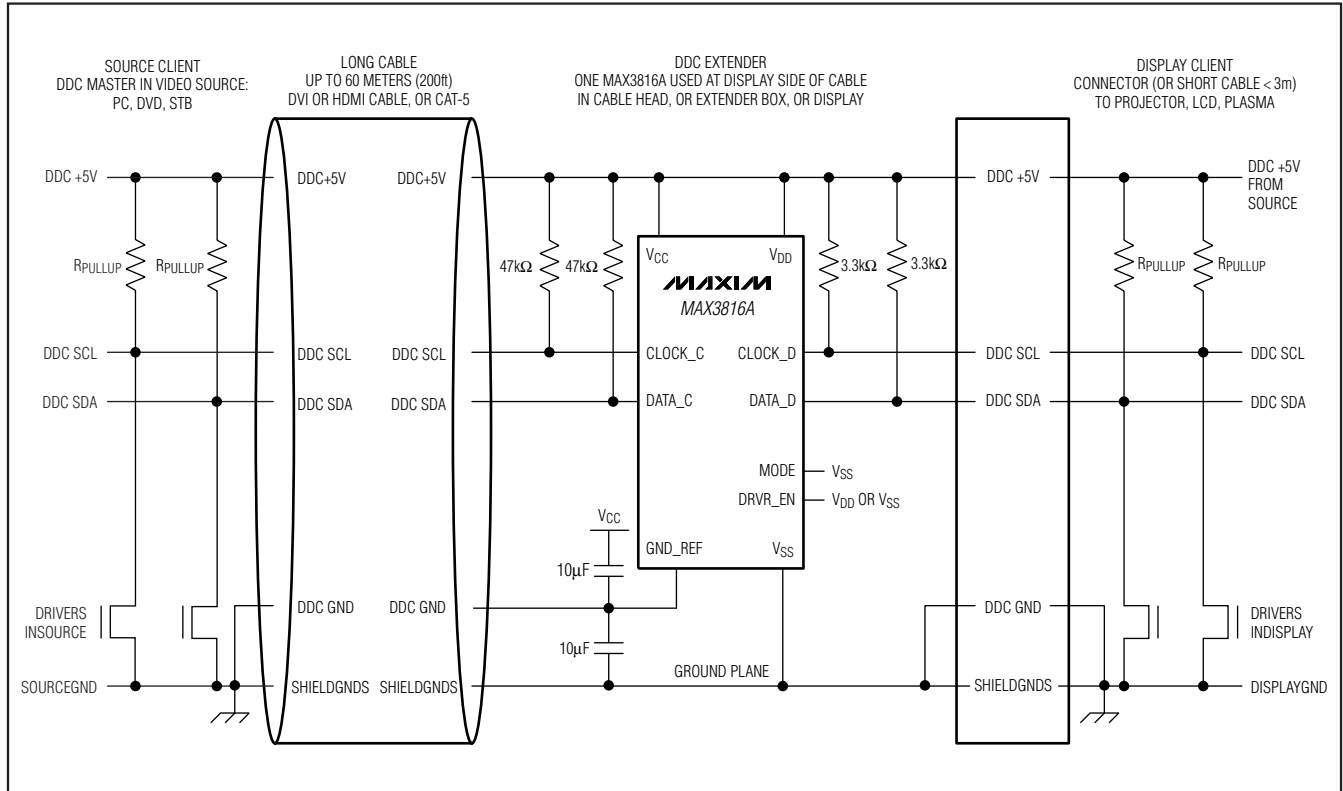 SOURCE CLIENT
DDC MASTER IN VIDEO SOURCE:
PC, DVD, STB
LONG CABLE
UP TO 60 METERS (200ft)
DVI OR HDMI CABLE, OR CAT-5
DDC EXTENDER
ONE MAX3816A USED AT DISPLAY SIDE OF CABLE
IN CABLE HEAD, OR EXTENDER BOX, OR DISPLAY
DISPLAY CLIENT
CONNECTOR (OR SHORT CABLE < 3m)
TO PROJECTOR, LCD, PLASMA
DDC +5V
DDC+5V
DDC+5V
DDC +5V
DDC +5V
FROM
SOURCE
RPULLUP
RPULLUP
47kΩ
47kΩ
VCC
VDD
MAXIM
MAX3816A
3.3kΩ
3.3kΩ
RPULLUP
RPULLUP
DDC SCL
DDC SCL
DDC SCL
CLOCK_C
CLOCK_D
DDC SCL
DDC SCL
DDC SDA
DDC SDA
DDC SDA
DATA_C
DATA_D
DDC SDA
DDC SDA
MODE
VSS
DRVR_EN
VDD OR VSS
VCC
GND_REF
VSS
10μF
DRIVERS
INSOURCE
DDC GND
DDC GND
DDC GND
DRIVERS
INDISPLAY
10μF
GROUND PLANE
SOURCEGND
SHIELDGNDS
SHIELDGNDS
SHIELDGNDS
DISPLAYGND